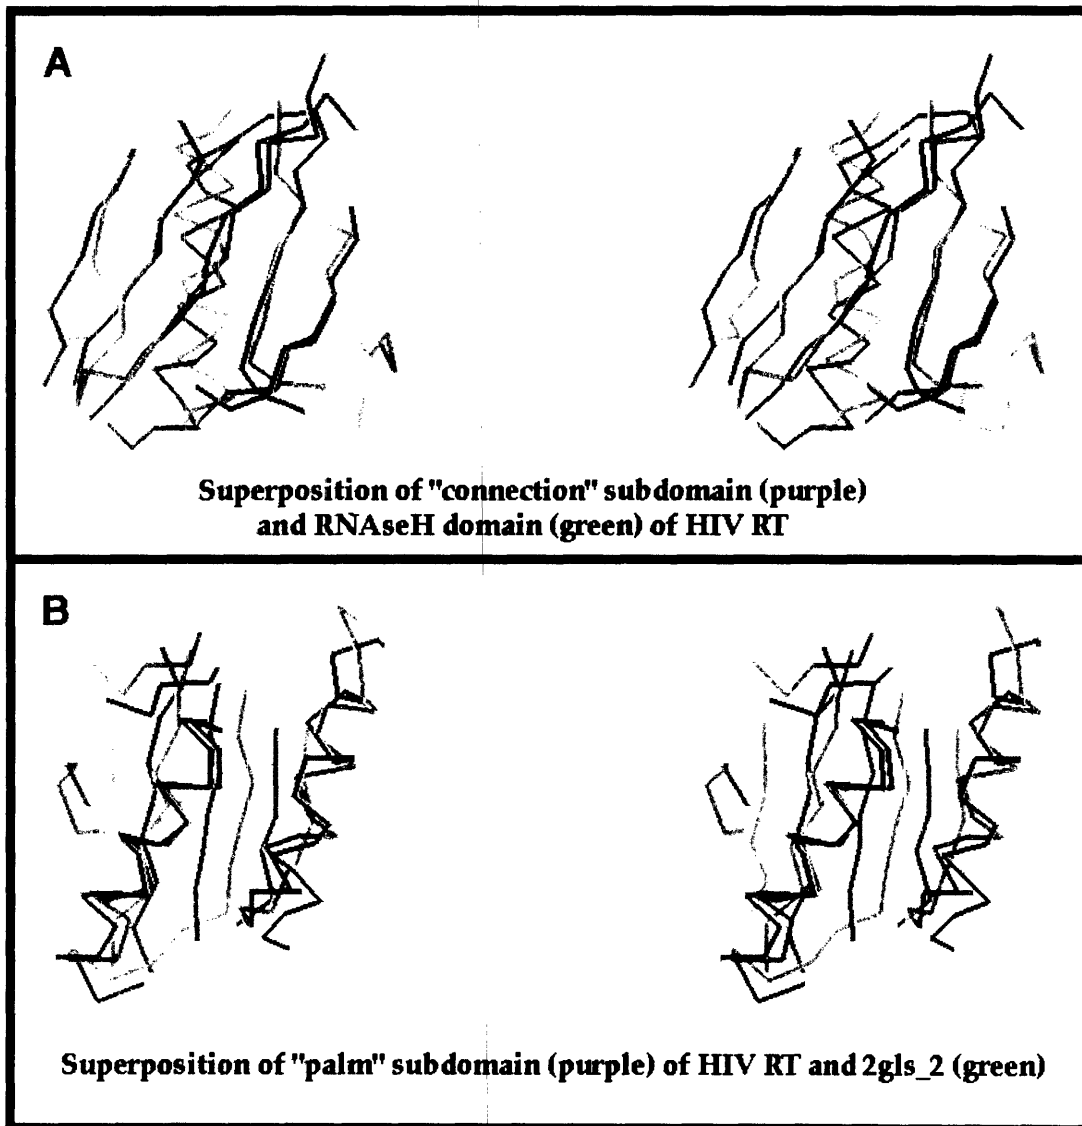 A
Superposition of "connection" subdomain (purple)
and RNAseH domain (green) of HIV RT
B
Superposition of "palm" subdomain (purple) of HIV RT and 2gls_2 (green)